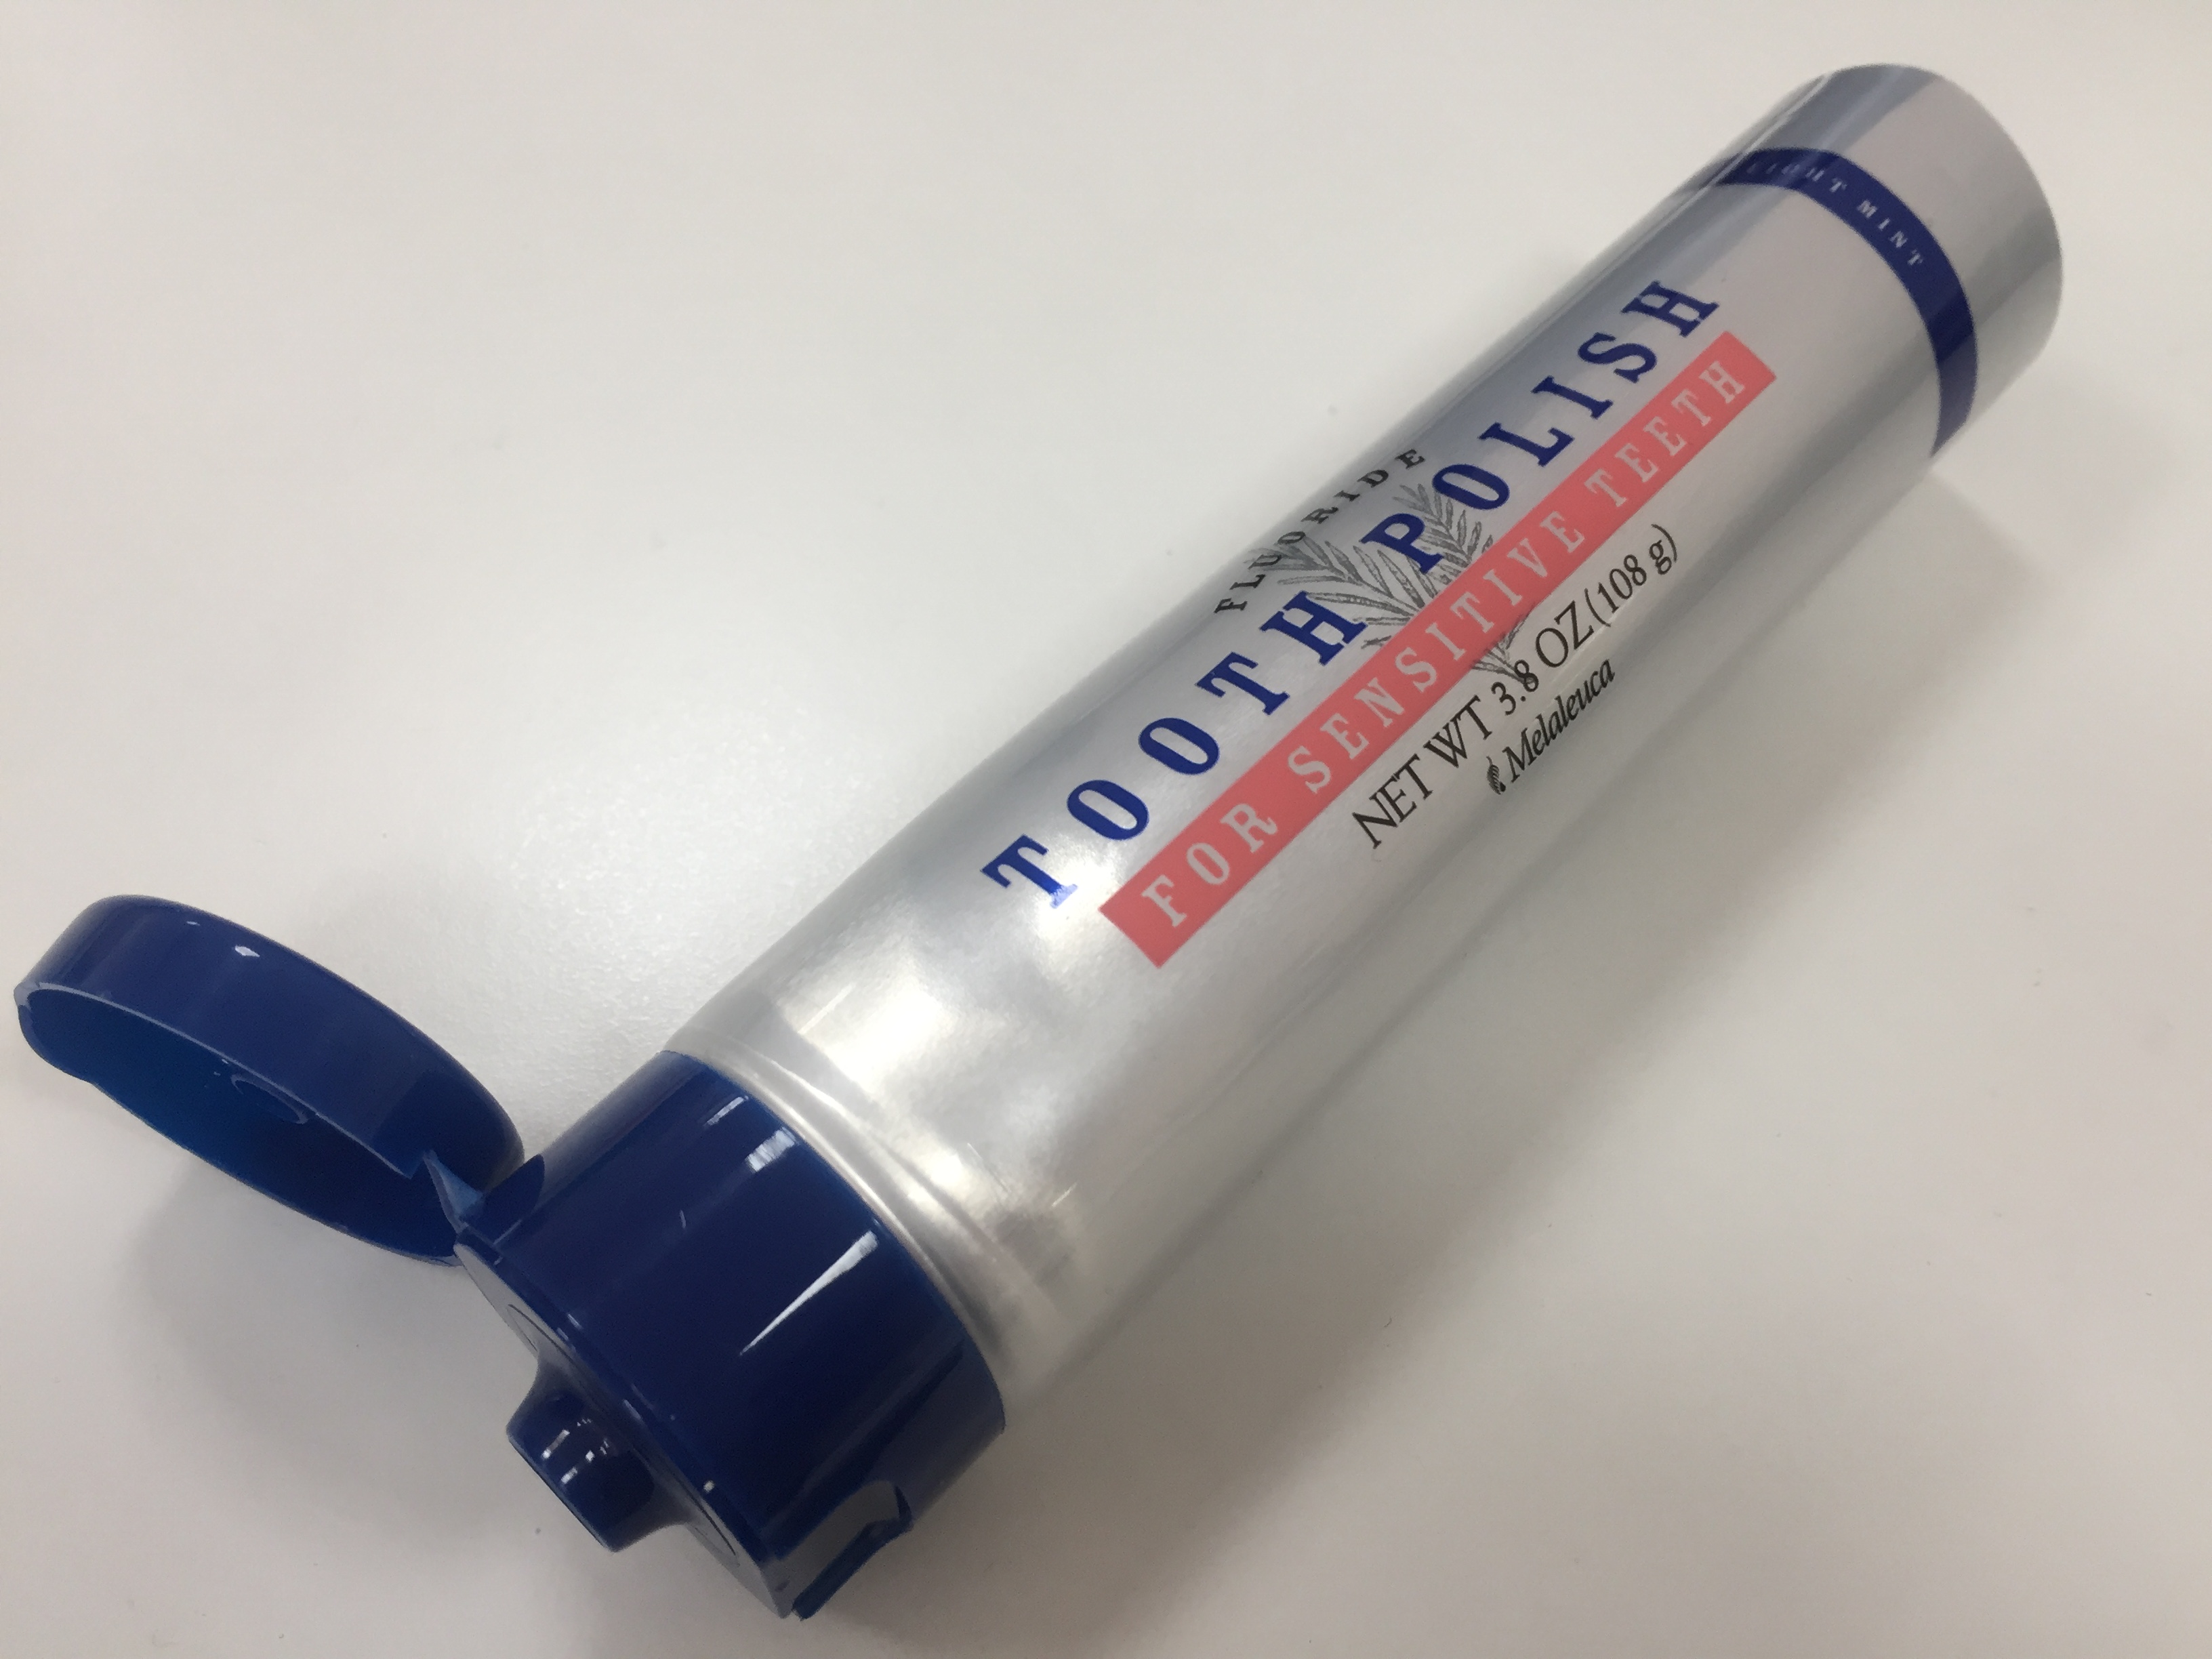 FLUORIDE
TOOTH POLISH
FOR SENSITIVE TEETH
NET WT 3.8 OZ (108 g)
Melaleuca
LIGHT MINT